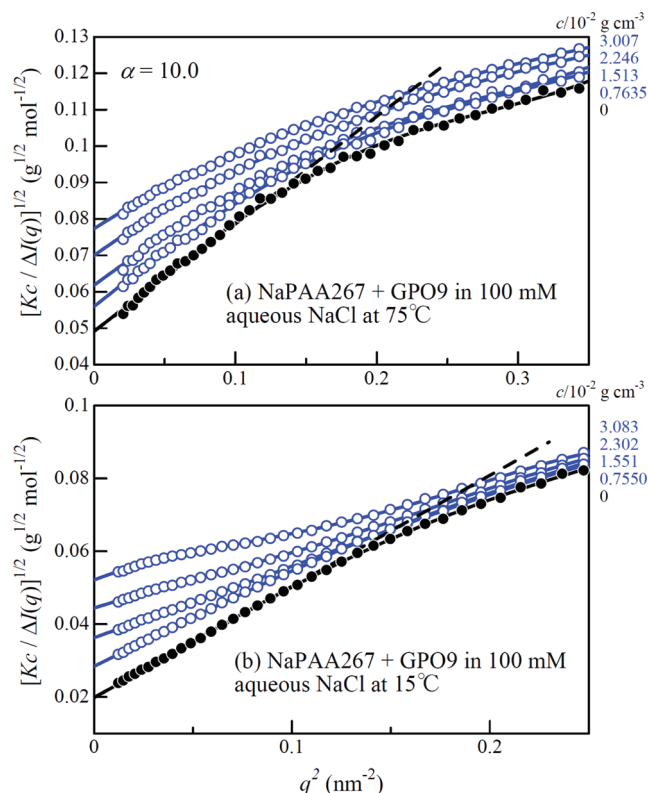 c/10⁻² g cm⁻³
0.13
3.007
α = 10.0
2.246
0.12
1.513
0.7635
0.11
0
0.1
0.09
0.08
0.07
0.06
0.05
0.04
[Kc / ΔI(q)]^{1/2} (g^{1/2} mol^{-1/2})
(a) NaPAA267 + GPO9 in 100 mM
aqueous NaCl at 75℃
0 0.1 0.2 0.3
c/10⁻² g cm⁻³
0.1
3.083
2.302
1.551
0.7550
0
0.08
0.06
0.04
0.02
[Kc / ΔI(q)]^{1/2} (g^{1/2} mol^{-1/2})
(b) NaPAA267 + GPO9 in 100 mM
aqueous NaCl at 15℃
0 0.1 0.2
q² (nm⁻²)